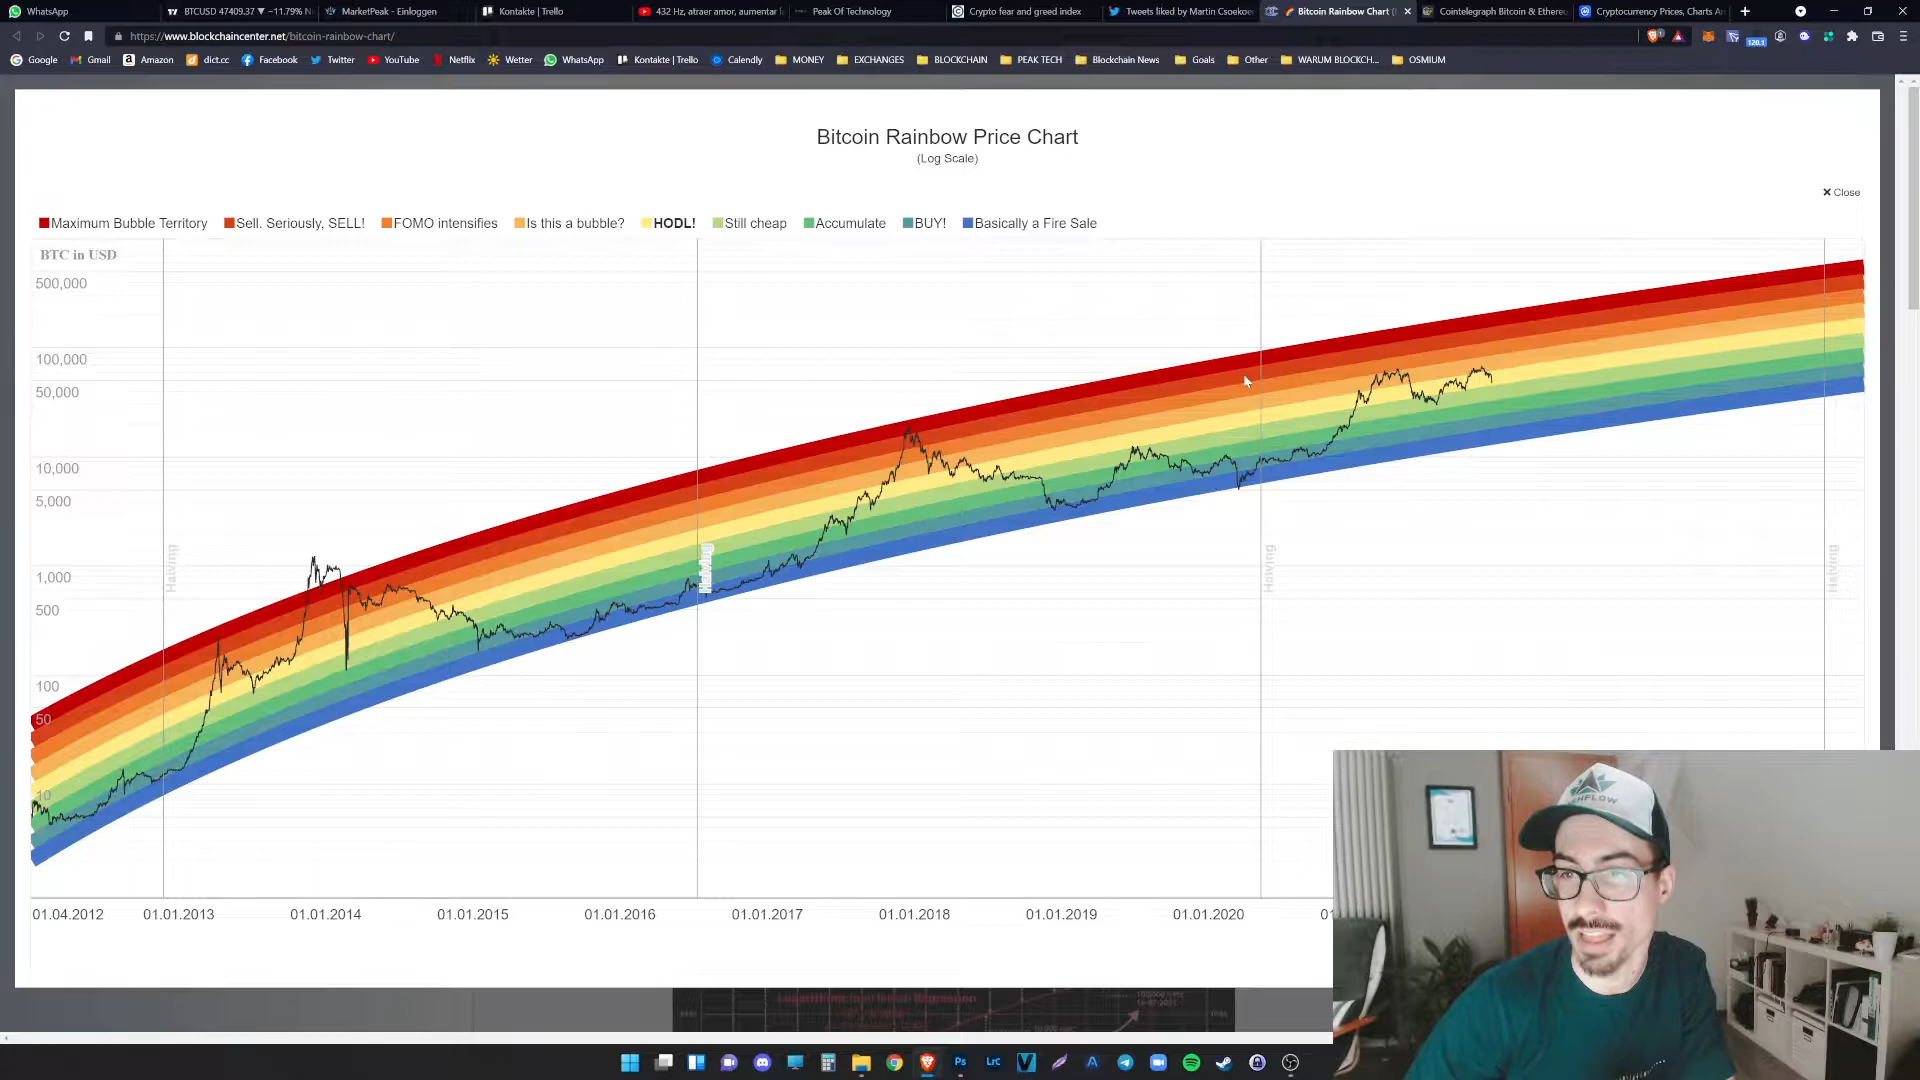 WhatsApp
BTCUSD 47409.37 ▼ −11.79%
MarketPeak - Einloggen
Kontakte | Trello
432 Hz, atraer amor, aumentar
Peak Of Technology
Crypto fear and greed index
Tweets liked by Martin Csoekoe
Bitcoin Rainbow Chart (
Cointelegraph Bitcoin & Ethereu
Cryptocurrency Prices, Charts
https://www.blockchaincenter.net/bitcoin-rainbow-chart/
Google
Gmail
Amazon
dict.cc
Facebook
Twitter
YouTube
Netflix
Wetter
WhatsApp
Kontakte | Trello
Calendly
MONEY
EXCHANGES
BLOCKCHAIN
PEAK TECH
Blockchain News
Goals
Other
WARUM BLOCKCH...
OSMIUM
Bitcoin Rainbow Price Chart
(Log Scale)
Close
Maximum Bubble Territory
Sell. Seriously, SELL!
FOMO intensifies
Is this a bubble?
HODL!
Still cheap
Accumulate
BUY!
Basically a Fire Sale
BTC in USD
500,000
100,000
50,000
10,000
5,000
1,000
500
100
50
10
Halving
Halving
Halving
Halving
01.04.2012
01.01.2013
01.01.2014
01.01.2015
01.01.2016
01.01.2017
01.01.2018
01.01.2019
01.01.2020
Ps
LrC